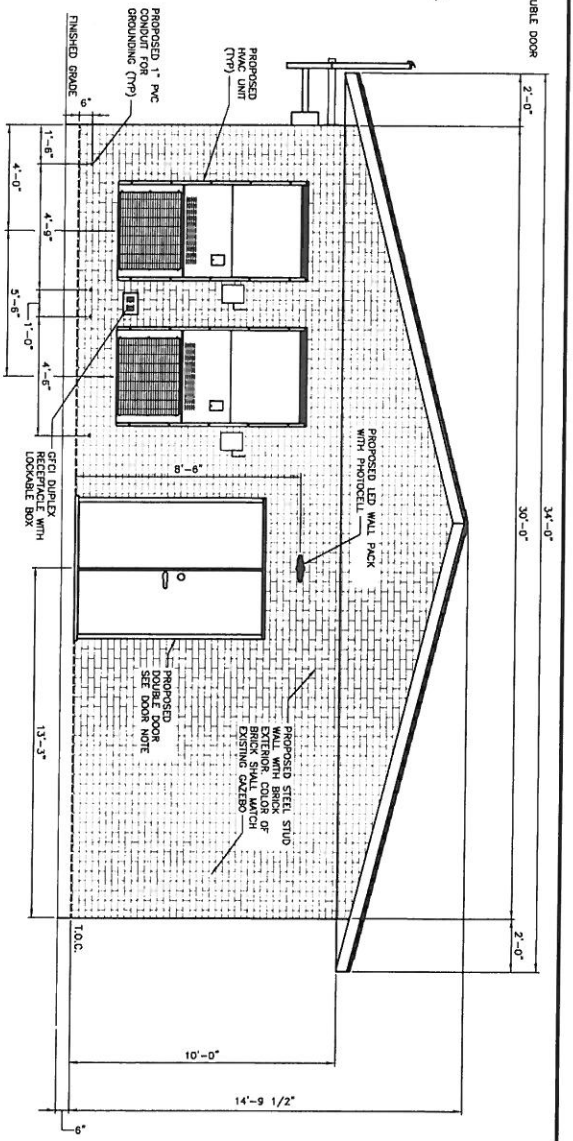 UBLE DOOR
34'-0"
30'-0"
2'-0"
2'-0"
PROPOSED
HVAC UNIT
(TYP)
PROPOSED 1" PVC
CONDUIT FOR
GROUNDING (TYP)
FINISHED GRADE
6"
1'-6"
4'-9"
1'-0"
4'-6"
4'-0"
5'-6"
GFCI DUPLEX
RECEPTACLE WITH
LOCKABLE BOX
8'-6"
PROPOSED LED WALL PACK
WITH PHOTOCELL
PROPOSED
DOUBLE DOOR
SEE DOOR NOTE
PROPOSED STEEL STUD
WALL WITH BRICK
EXTERIOR COLOR OF
BRICK SHALL MATCH
EXISTING GAZEBO
13'-3"
T.O.C.
10'-0"
14'-9 1/2"
6"